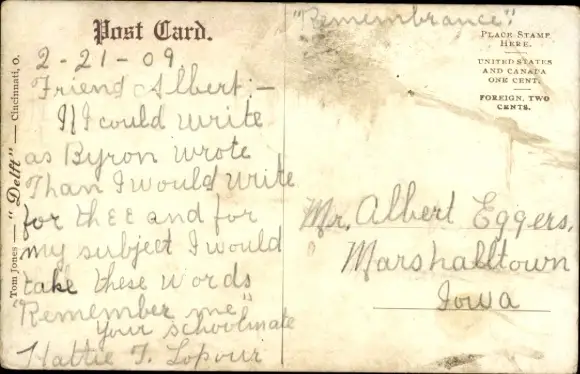 "Remembrance."
Post Card.
PLACE STAMP
HERE.
UNITED STATES
AND CANADA
ONE CENT.
FOREIGN, TWO
CENTS.
"Tom Jones — "Delft" — Cincinnati, O.
2-21-09.
Friend Albert;—
If I could write
as Byron wrote
Than I would write
for thee and for
my subject I would
take these words
"Remember me"
your schoolmate
Hattie T. Lopour
Mr. Albert Eggers,
Marshalltown
Iowa